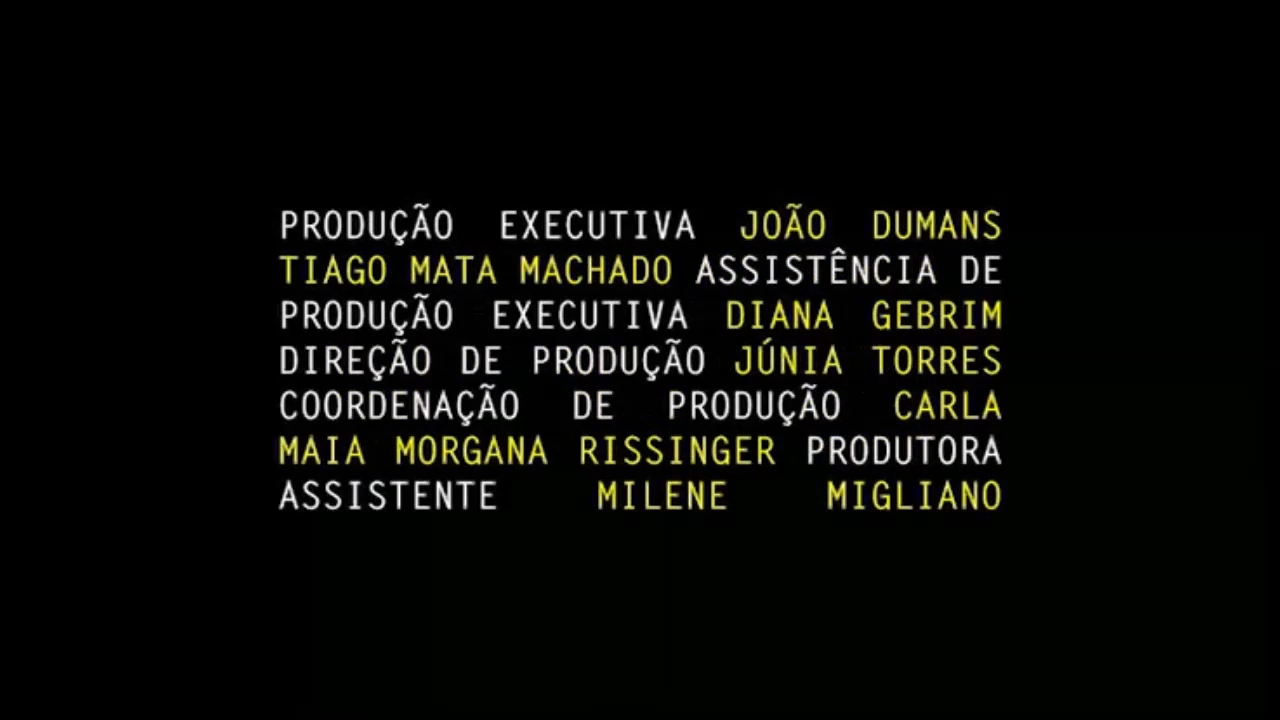 PRODUÇÃO EXECUTIVA JOÃO DUMANS
TIAGO MATA MACHADO ASSISTÊNCIA DE
PRODUÇÃO EXECUTIVA DIANA GEBRIM
DIREÇÃO DE PRODUÇÃO JÚNIA TORRES
COORDENAÇÃO DE PRODUÇÃO CARLA
MAIA MORGANA RISSINGER PRODUTORA
ASSISTENTE MILENE MIGLIANO